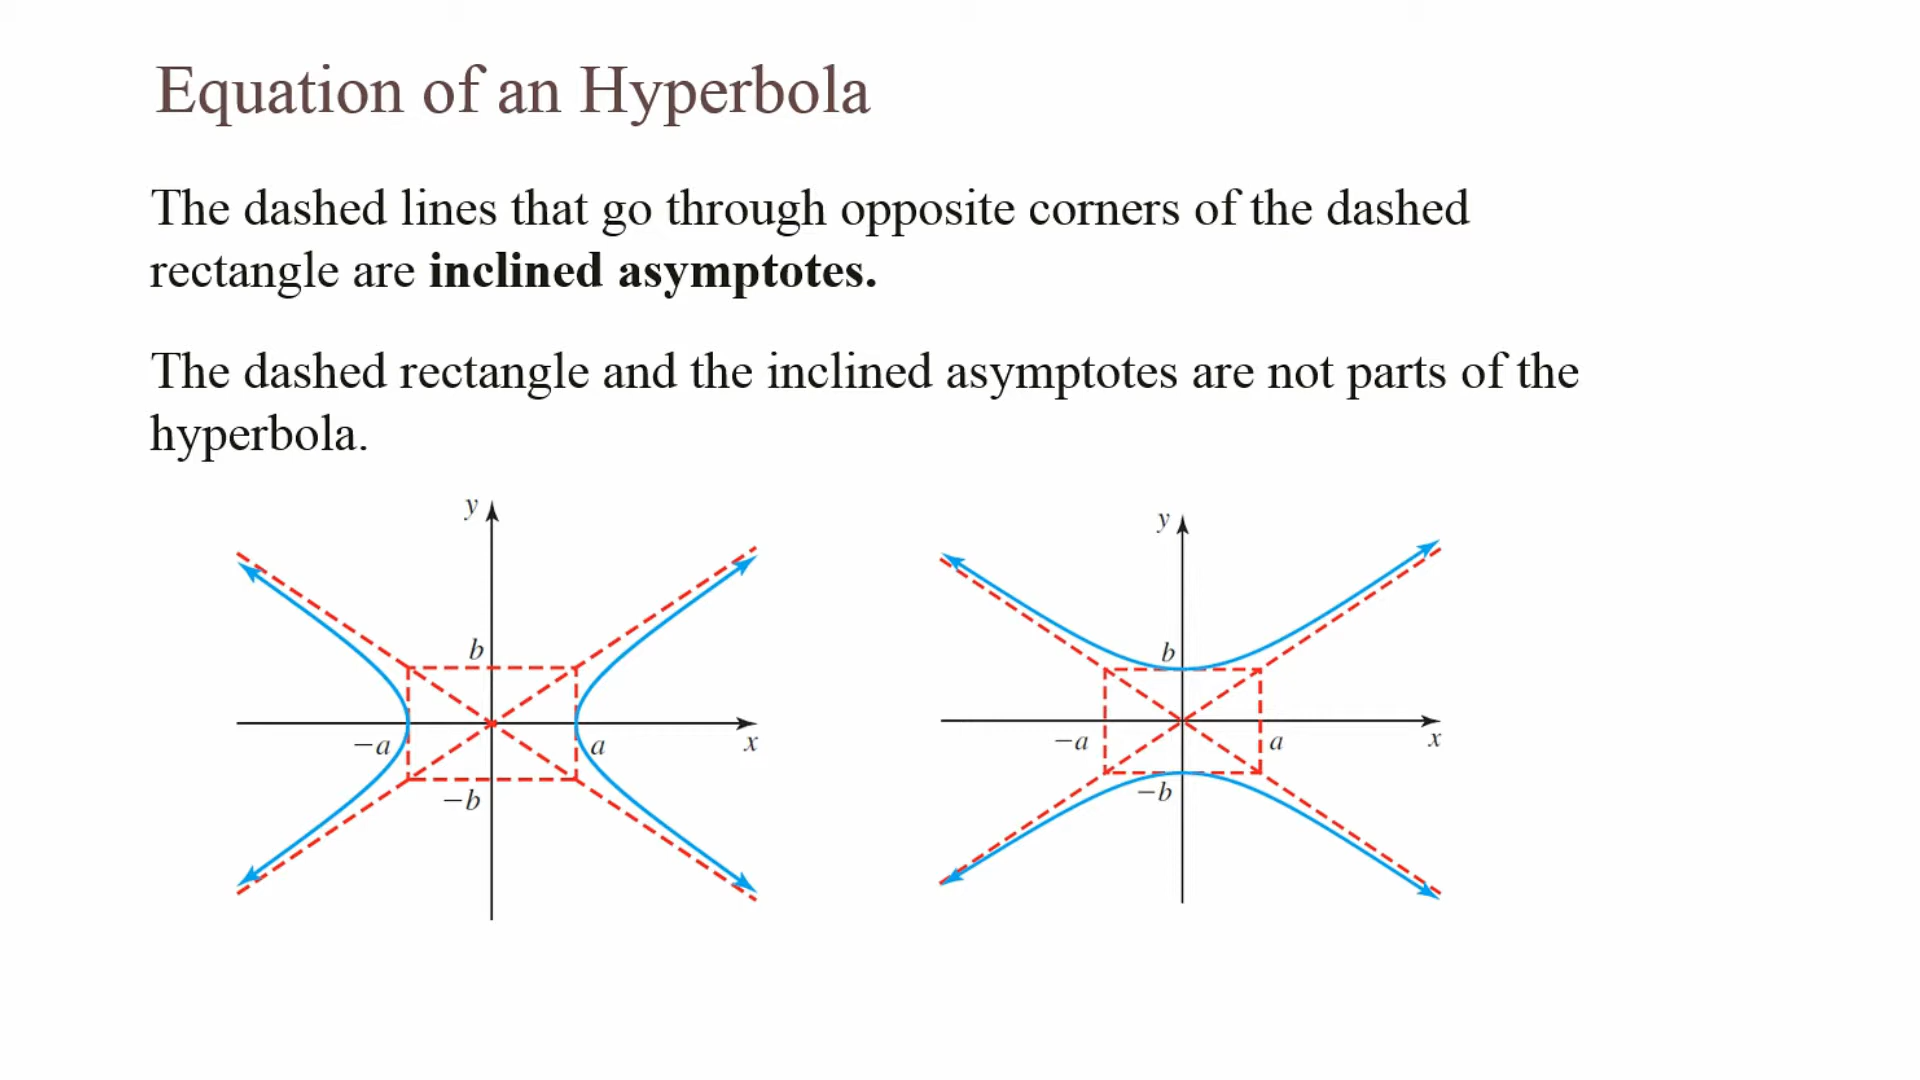 Equation of an Hyperbola
The dashed lines that go through opposite corners of the dashed
rectangle are inclined asymptotes.
The dashed rectangle and the inclined asymptotes are not parts of the
hyperbola.
y
b
−a
a
x
−b
y
b
−a
a
x
−b